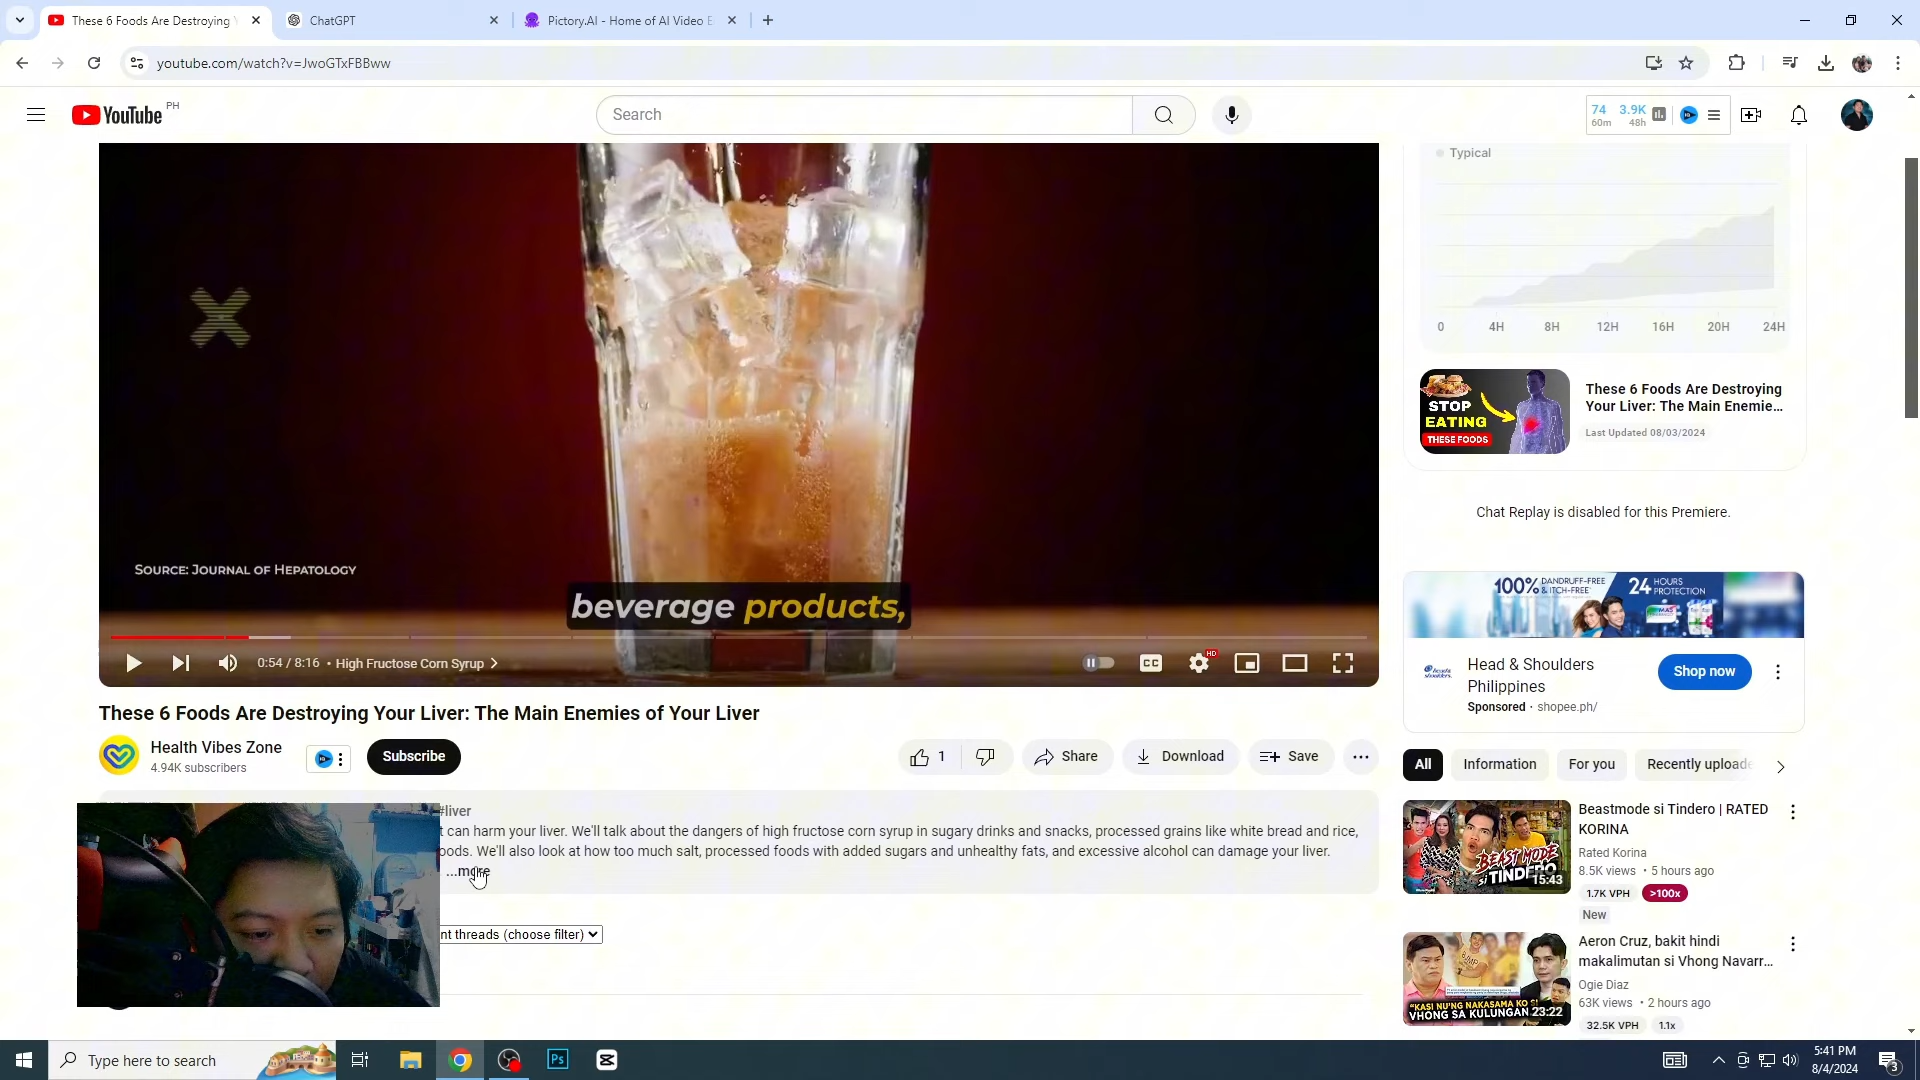 These 6 Foods Are Destroying
ChatGPT
Pictory.AI - Home of AI Video E
youtube.com/watch?v=JwoGTxFBBww
YouTube PH
Search
74 3.9K
60m 48h
Typical
0 4H 8H 12H 16H 20H 24H
STOP
EATING
THESE FOODS
These 6 Foods Are Destroying
Your Liver: The Main Enemie...
Last Updated 08/03/2024
Chat Replay is disabled for this Premiere.
SOURCE: JOURNAL OF HEPATOLOGY
beverage products,
0:54 / 8:16 • High Fructose Corn Syrup
CC
HD
100% DANDRUFF-FREE & ITCH-FREE* 24 HOURS PROTECTION
Head & Shoulders
Philippines
Sponsored · shopee.ph/
Shop now
These 6 Foods Are Destroying Your Liver: The Main Enemies of Your Liver
Health Vibes Zone
4.94K subscribers
Subscribe
1
Share
Download
Save
All
Information
For you
Recently uploade
#liver
t can harm your liver. We'll talk about the dangers of high fructose corn syrup in sugary drinks and snacks, processed grains like white bread and rice,
oods. We'll also look at how too much salt, processed foods with added sugars and unhealthy fats, and excessive alcohol can damage your liver.
...more
nt threads (choose filter)
BEAST MODE
SI TINDERO
15:43
Beastmode si Tindero | RATED
KORINA
Rated Korina
8.5K views • 5 hours ago
1.7K VPH >100x
New
"KASI NU'NG NAKASAMA KO SI
VHONG SA KULUNGAN
23:22
Aeron Cruz, bakit hindi
makalimutan si Vhong Navarr...
Ogie Diaz
63K views • 2 hours ago
32.5K VPH 1.1x
Type here to search
Ps
5:41 PM
8/4/2024
3